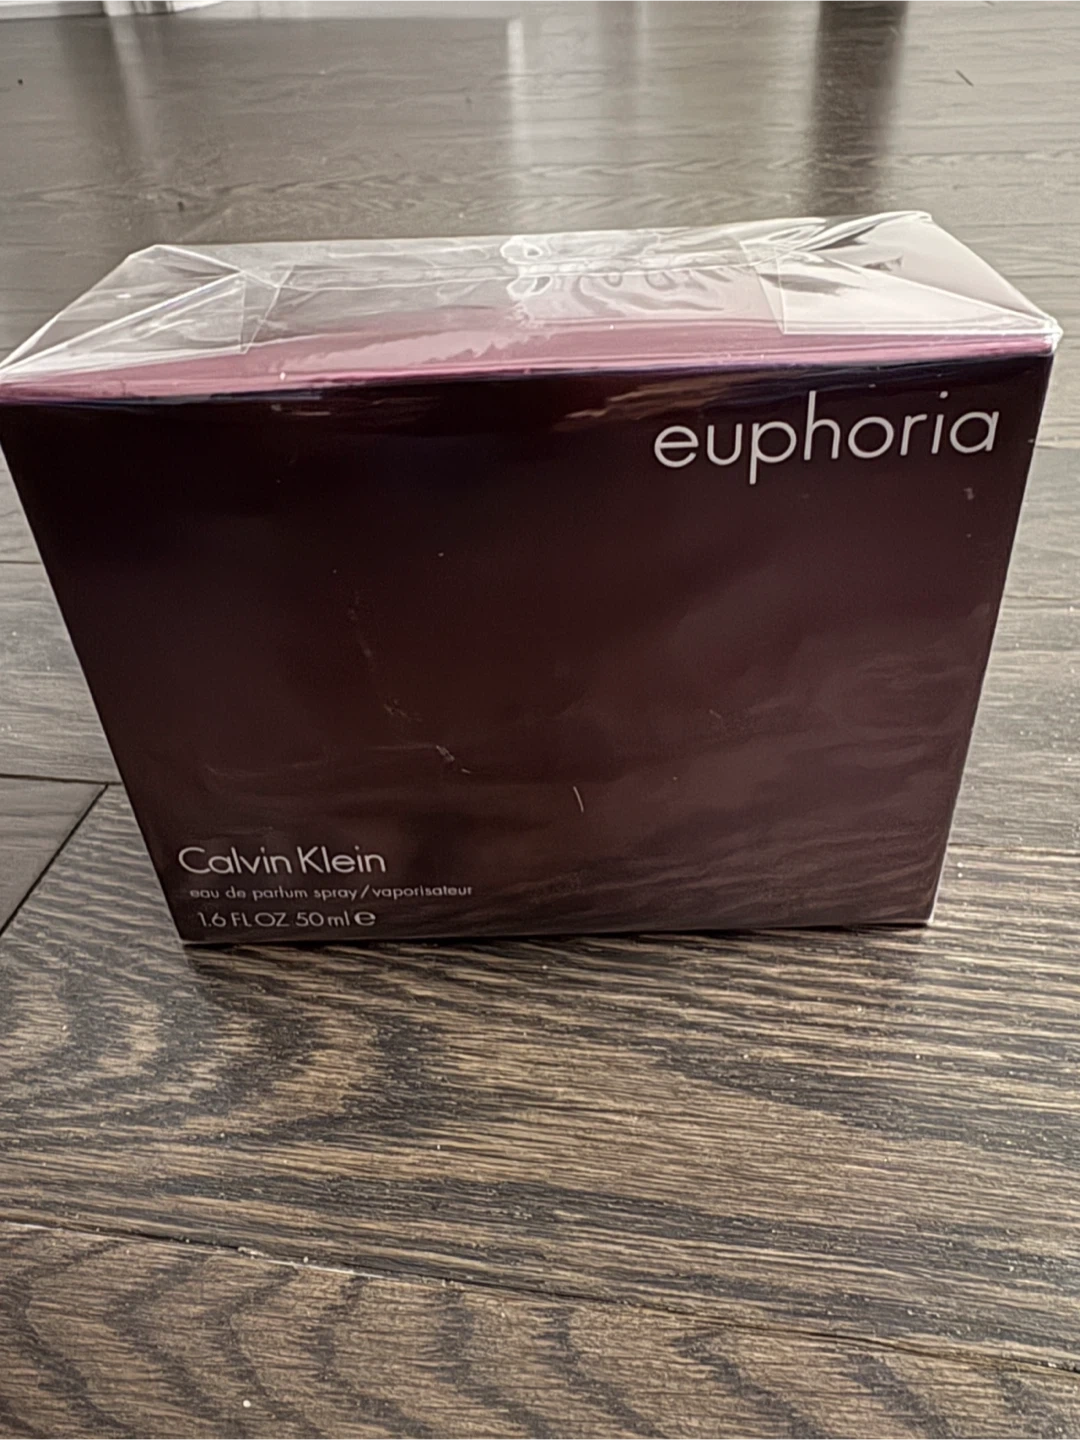 euphoria
Calvin Klein
eau de parfum spray/vaporisateur
1.6 FL OZ 50 ml ℮